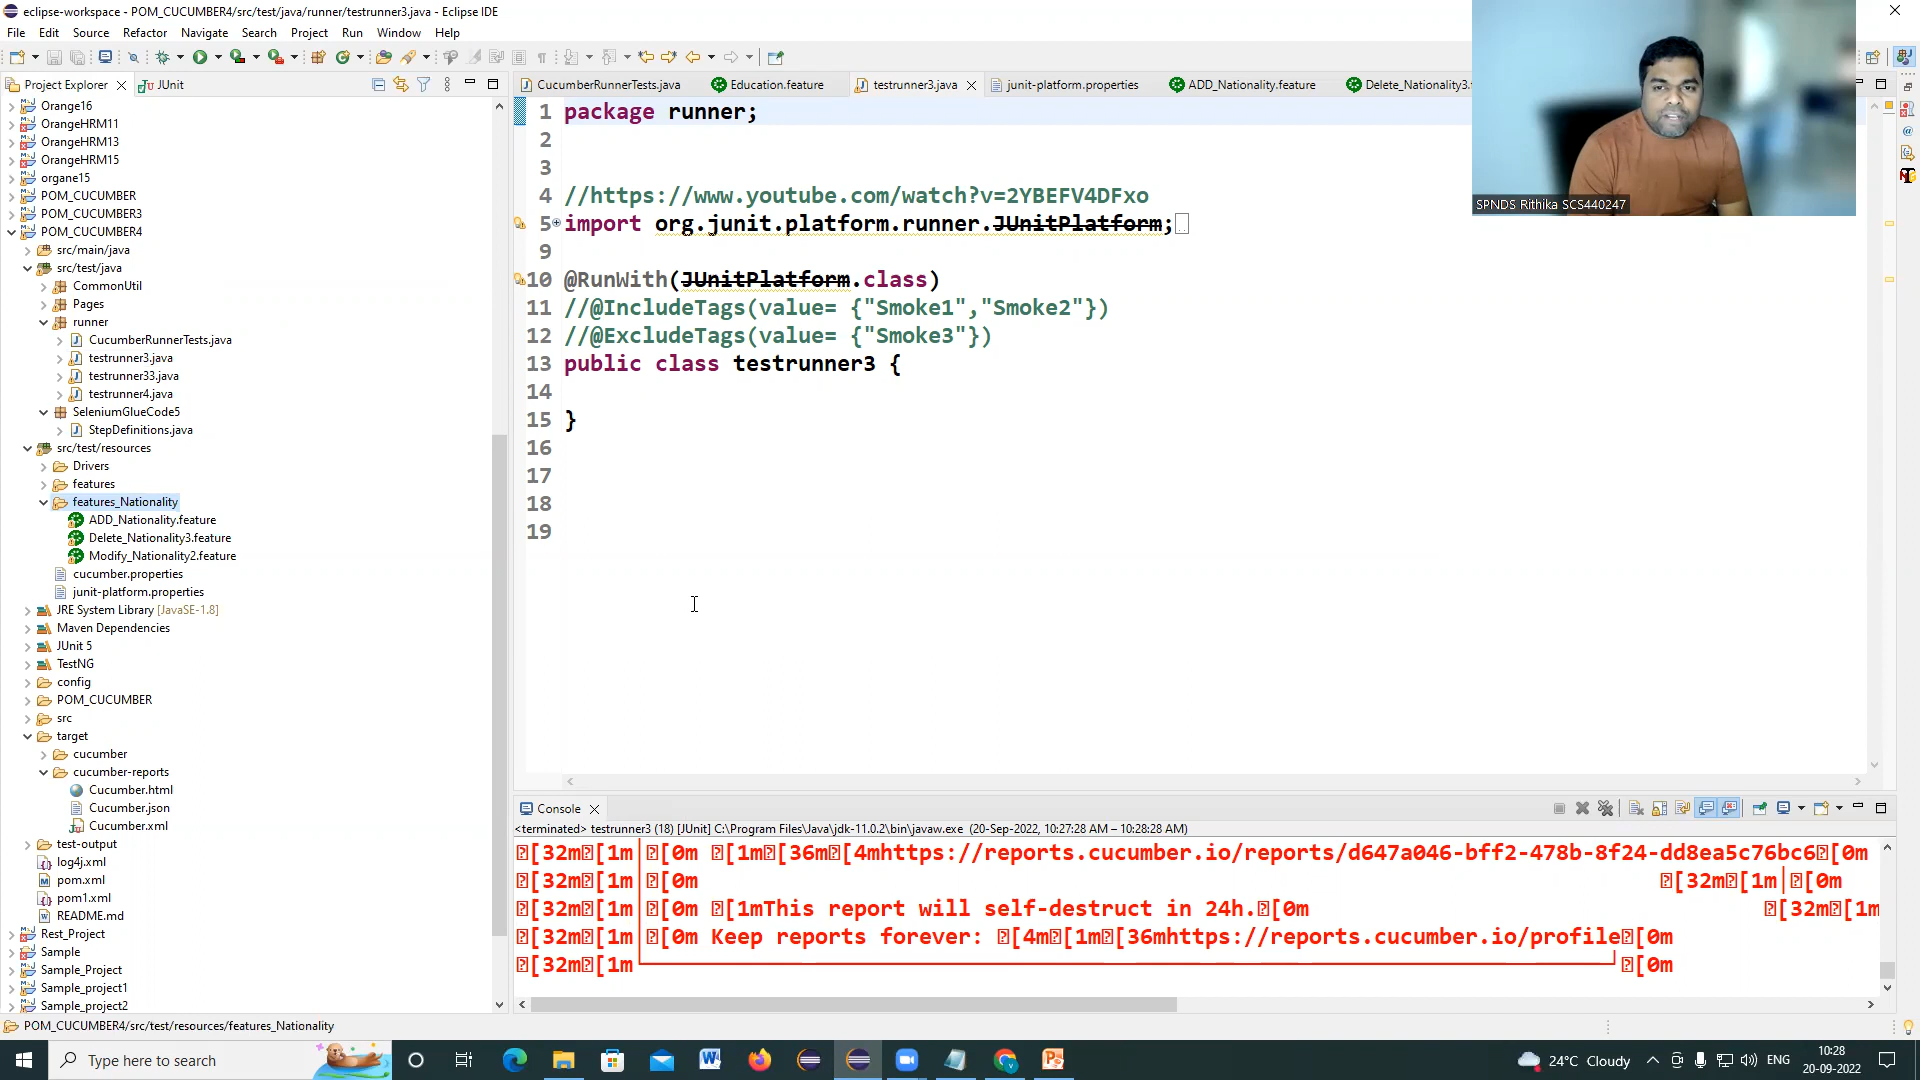 eclipse-workspace - POM_CUCUMBER4/src/test/java/runner/testrunner3.java - Eclipse IDE
File Edit Source Refactor Navigate Search Project Run Window Help
Project Explorer
JUnit
Orange16
OrangeHRM11
OrangeHRM13
OrangeHRM15
organe15
POM_CUCUMBER
POM_CUCUMBER3
POM_CUCUMBER4
src/main/java
src/test/java
CommonUtil
Pages
runner
CucumberRunnerTests.java
testrunner3.java
testrunner33.java
testrunner4.java
SeleniumGlueCode5
StepDefinitions.java
src/test/resources
Drivers
features
features_Nationality
ADD_Nationality.feature
Delete_Nationality3.feature
Modify_Nationality2.feature
cucumber.properties
junit-platform.properties
JRE System Library [JavaSE-1.8]
Maven Dependencies
JUnit 5
TestNG
config
POM_CUCUMBER
src
target
cucumber
cucumber-reports
Cucumber.html
Cucumber.json
Cucumber.xml
test-output
log4j.xml
pom.xml
pom1.xml
README.md
Rest_Project
Sample
Sample_Project
Sample_project1
Sample_project2
CucumberRunnerTests.java Education.feature testrunner3.java junit-platform.properties ADD_Nationality.feature Delete_Nationality3.f
1 package runner;
2
3
4 //https://www.youtube.com/watch?v=2YBEFV4DFxo
5 import org.junit.platform.runner.JUnitPlatform;
9
10 @RunWith(JUnitPlatform.class)
11 //@IncludeTags(value= {"Smoke1","Smoke2"})
12 //@ExcludeTags(value= {"Smoke3"})
13 public class testrunner3 {
14
15 }
16
17
18
19
SPNDS Rithika SCS440247
Console
<terminated> testrunner3 (18) [JUnit] C:\Program Files\Java\jdk-11.0.2\bin\javaw.exe (20-Sep-2022, 10:27:28 AM – 10:28:28 AM)
[32m[1m│[0m [1m[36m[4mhttps://reports.cucumber.io/reports/d647a046-bff2-478b-8f24-dd8ea5c76bc6[0m
[32m[1m│[0m [32m[1m│[0m
[32m[1m│[0m [1mThis report will self-destruct in 24h.[0m [32m[1m
[32m[1m│[0m Keep reports forever: [4m[1m[36mhttps://reports.cucumber.io/profile[0m
[32m[1m└┘[0m
POM_CUCUMBER4/src/test/resources/features_Nationality
Type here to search
24°C Cloudy
ENG
10:28
20-09-2022